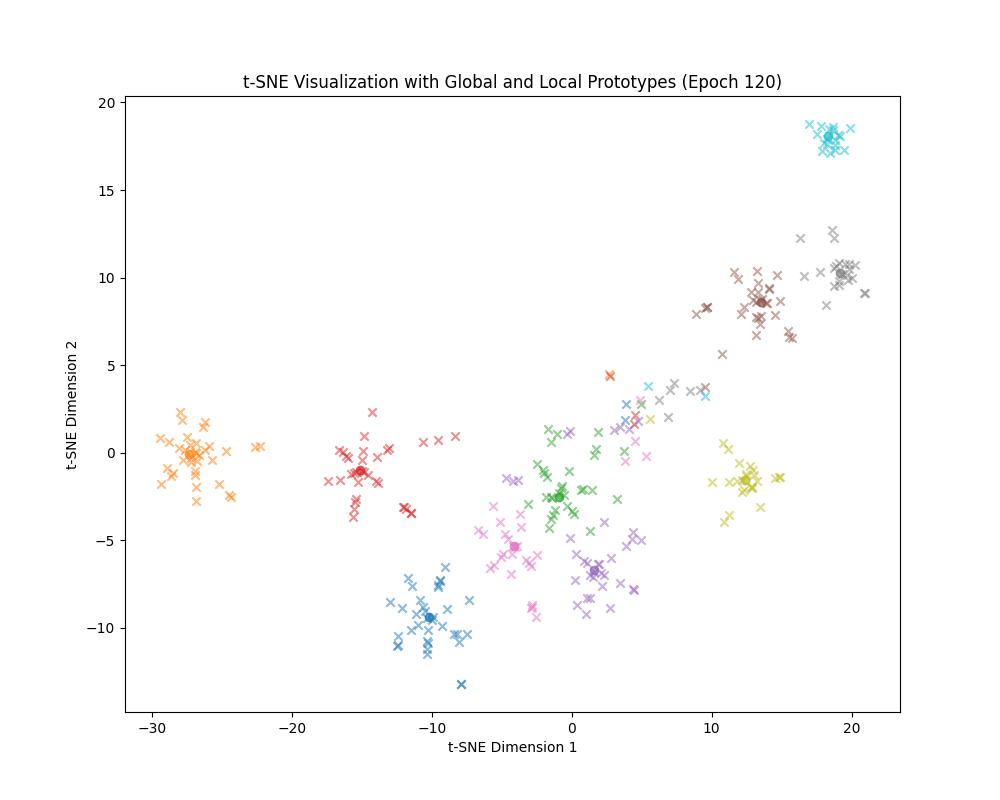 t-SNE Visualization with Global and Local Prototypes (Epoch 120)
20
15
10
5
0
−5
−10
t-SNE Dimension 2
−30 −20 −10 0 10 20
t-SNE Dimension 1